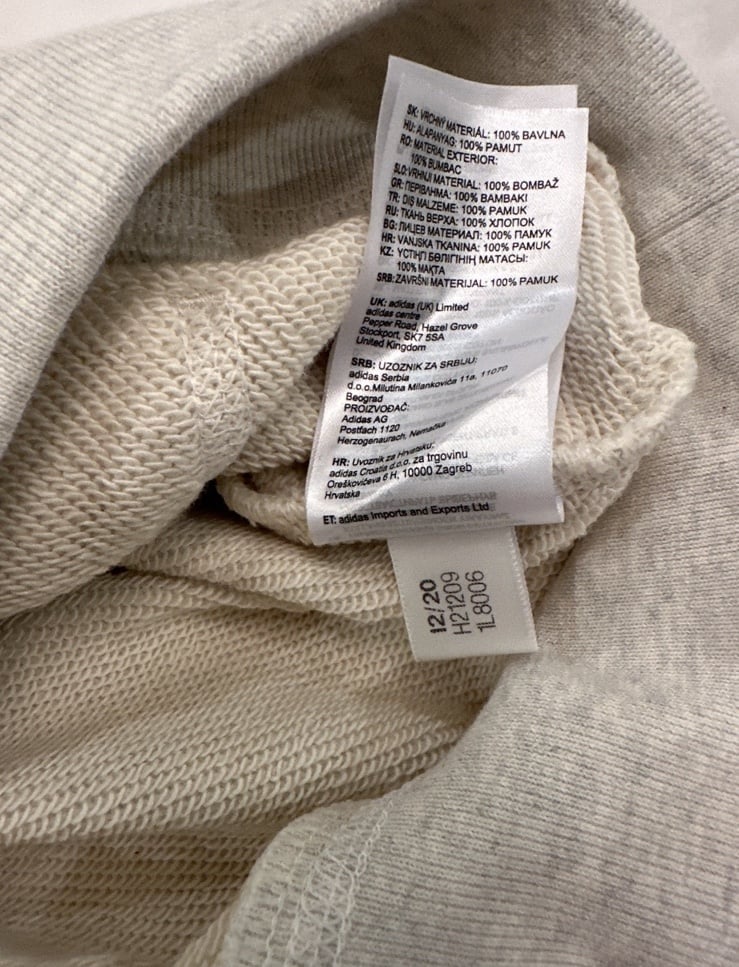 SK: VRCHNÝ MATERIÁL: 100% BAVLNA
HU: ALAPANYAG: 100% PAMUT
RO: MATERIAL EXTERIOR:
100% BUMBAC
SLO: VRHNJI MATERIAL: 100% BOMBAŽ
GR: ΠΕΡΙΒΛΗΜΑ: 100% ΒΑΜΒΑΚΙ
TR: DIŞ MALZEME: 100% PAMUK
RU: ТКАНЬ ВЕРХА: 100% ХЛОПОК
BG: ЛИЦЕВ МАТЕРИАЛ: 100% ПАМУК
HR: VANJSKA TKANINA: 100% PAMUK
KZ: ҮСТІҢГІ БӨЛІГІНІҢ МАТАСЫ:
100% МАҚТА
SRB: ZAVRŠNI MATERIJAL: 100% PAMUK
UK: adidas (UK) Limited
adidas centre
Pepper Road, Hazel Grove
Stockport, SK7 5SA
United Kingdom
SRB: UZOZNIK ZA SRBIJU:
adidas Serbia
d.o.o. Milutina Milankovića 11a, 11070
Beograd
PROIZVOĐAČ:
Adidas AG
Postfach 1120
Herzogenaurach, Nemačka
HR: Uvoznik za Hrvatsku:
adidas Croatia d.o.o. za trgovinu
Oreškovićeva 6 H, 10000 Zagreb
Hrvatska
ET: adidas Imports and Exports Ltd
12/20
H21209
1L8006